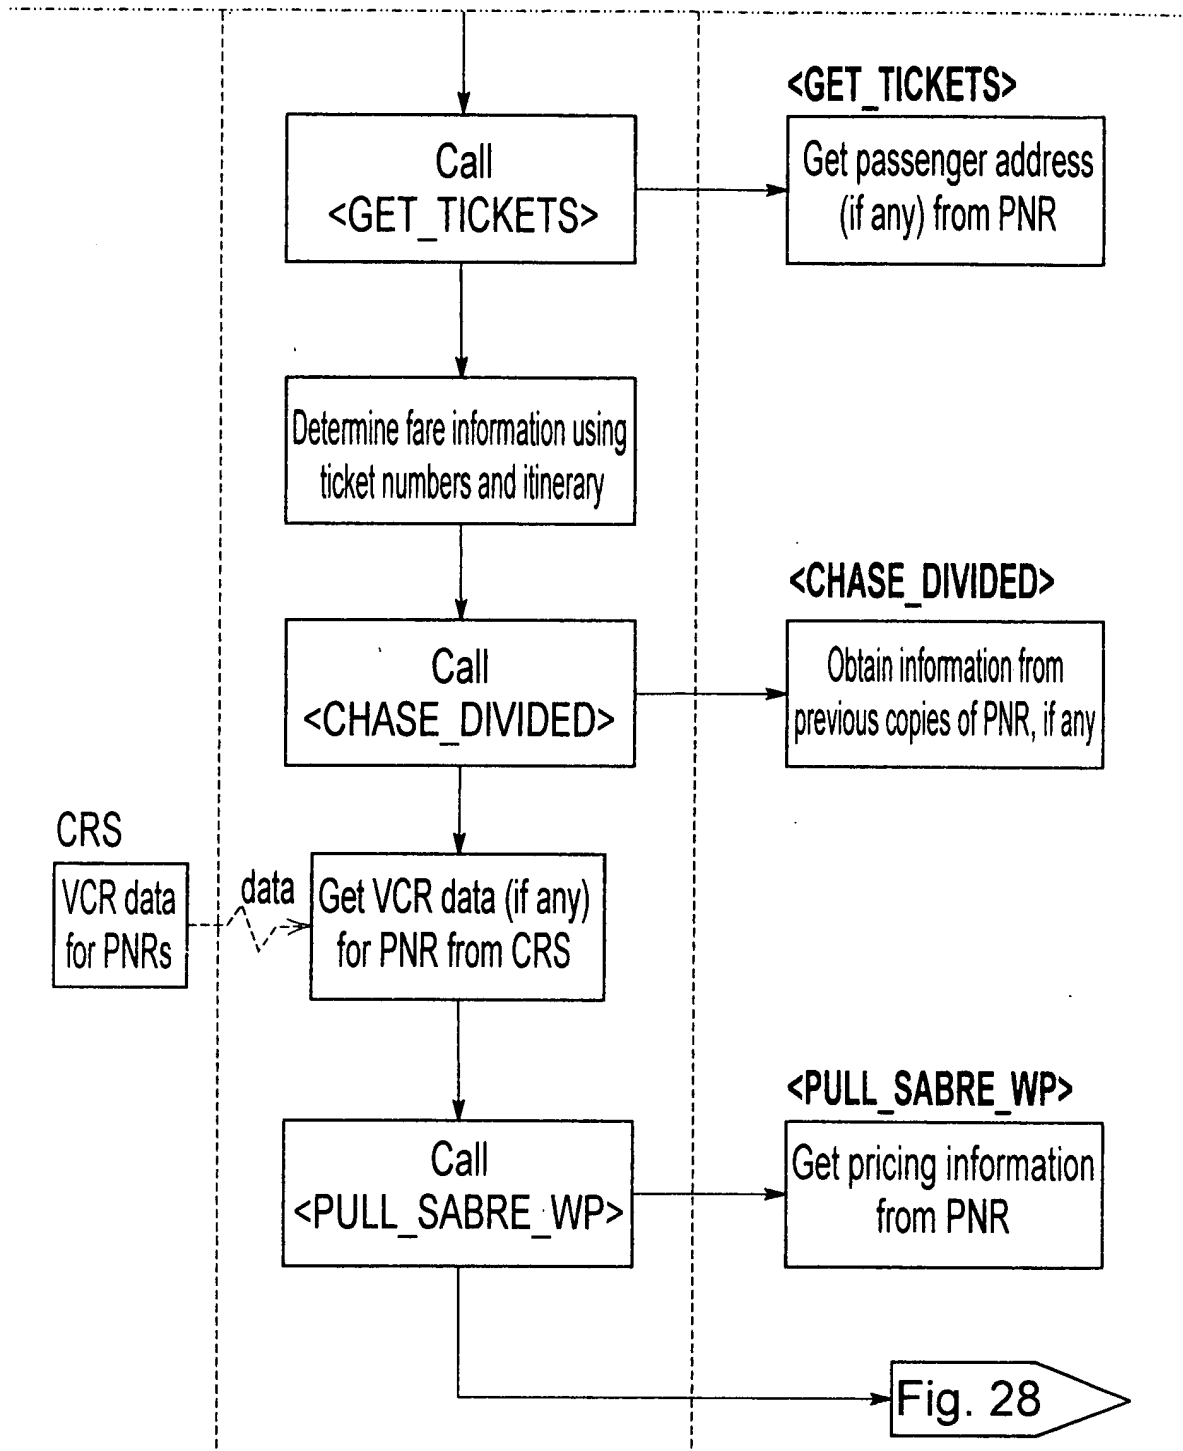 <GET_TICKETS>
Call
<GET_TICKETS>
Get passenger address
(if any) from PNR
Determine fare information using
ticket numbers and itinerary
<CHASE_DIVIDED>
Call
<CHASE_DIVIDED>
Obtain information from
previous copies of PNR, if any
CRS
VCR data
for PNRs
data
Get VCR data (if any)
for PNR from CRS
<PULL_SABRE_WP>
Call
<PULL_SABRE_WP>
Get pricing information
from PNR
Fig. 28